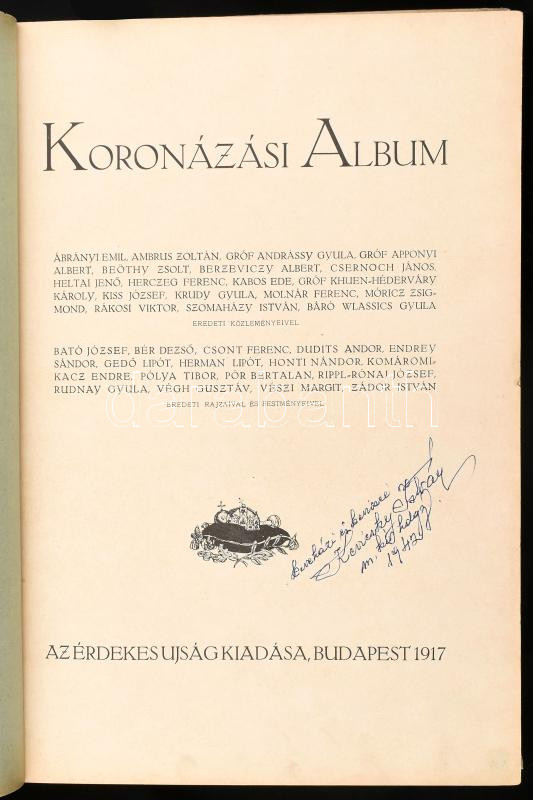 KORONÁZÁSI ALBUM
ÁBRÁNYI EMIL, AMBRUS ZOLTÁN, GRÓF ANDRÁSSY GYULA, GRÓF APPONYI
ALBERT, BEÖTHY ZSOLT, BERZEVICZY ALBERT, CSERNOCH JÁNOS,
HELTAI JENŐ, HERCZEG FERENC, KABOS EDE, GRÓF KHUEN-HÉDERVÁRY
KÁROLY, KISS JÓZSEF, KRUDY GYULA, MOLNÁR FERENC, MÓRICZ ZSIG-
MOND, RÁKOSI VIKTOR, SZOMAHÁZY ISTVÁN, BÁRÓ WLASSICS GYULA
EREDETI KÖZLEMÉNYEIVEL
BATÓ JÓZSEF, BÉR DEZSŐ, CSONT FERENC, DUDITS ANDOR, ENDREY
SÁNDOR, GEDŐ LIPÓT, HERMAN LIPÓT, HONTI NÁNDOR, KOMÁROMI-
KACZ ENDRE, PÓLYA TIBOR, PÓR BERTALAN, RIPPL-RÓNAI JÓZSEF,
RUDNAY GYULA, VÉGH GUSZTÁV, VÉSZI MARGIT, ZÁDOR ISTVÁN
EREDETI RAJZAIVAL ÉS FESTMÉNYEIVEL
darabanth
1942
AZ ÉRDEKES UJSÁG KIADÁSA, BUDAPEST 1917